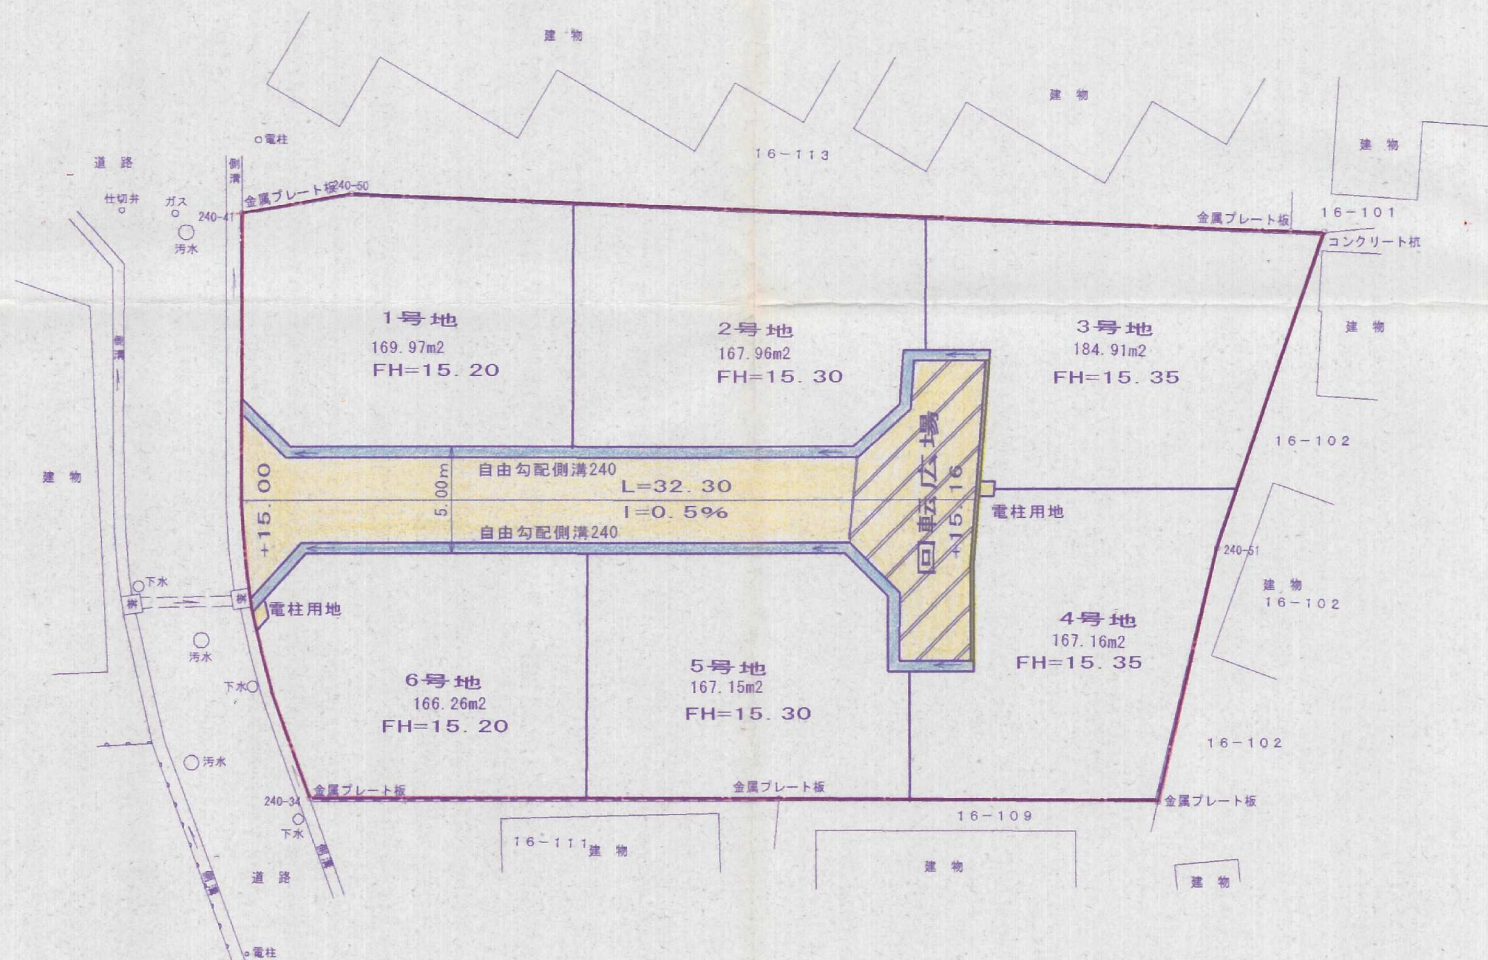 建 物
電柱
道 路
側溝
建 物
建 物
16-113
仕切弁
ガス
汚水
240-41
金属プレート板
240-50
金属プレート板
16-101
コンクリート杭
1号地
169.97m2
FH=15.20
2号地
167.96m2
FH=15.30
3号地
184.91m2
FH=15.35
建 物
側溝
16-102
建 物
+15.00
5.00m
自由勾配側溝240
L=32.30
I=0.5%
自由勾配側溝240
回転広場
+15.16
電柱用地
240-51
建 物
16-102
下水
電柱用地
汚水
下水
4号地
167.16m2
FH=15.35
5号地
167.15m2
FH=15.30
6号地
166.26m2
FH=15.20
16-102
汚水
240-34
金属プレート板
金属プレート板
金属プレート板
下水
側溝
16-109
16-111
建 物
建 物
建 物
道 路
側溝
電柱